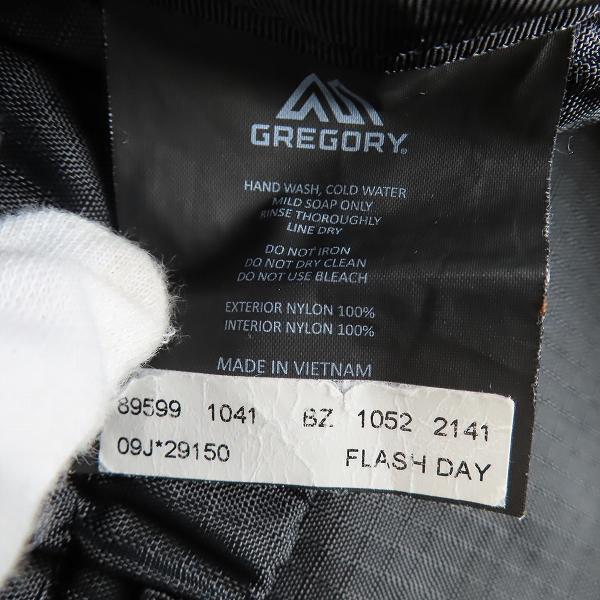 GREGORY
HAND WASH, COLD WATER
MILD SOAP ONLY
RINSE THOROUGHLY
LINE DRY
DO NOT IRON
DO NOT DRY CLEAN
DO NOT USE BLEACH
EXTERIOR NYLON 100%
INTERIOR NYLON 100%
MADE IN VIETNAM
89599 1041 BZ 1052 2141
09J*29150 FLASH DAY